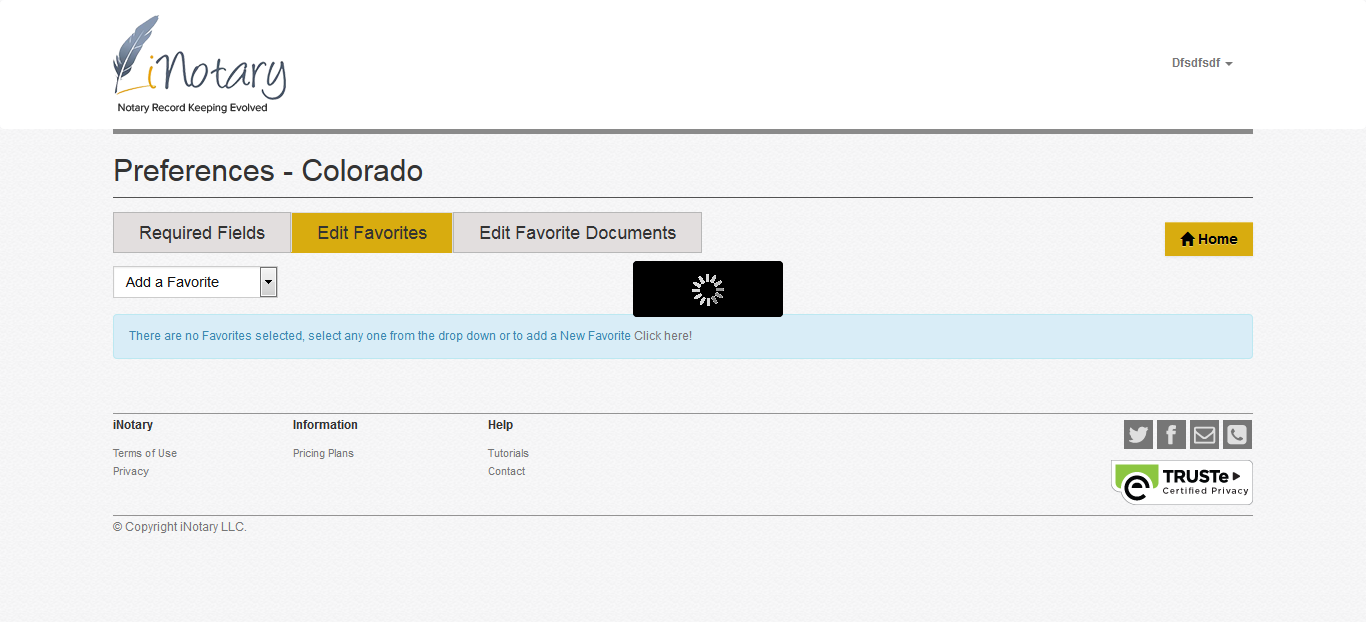 iNotary
Notary Record Keeping Evolved
Dfsdfsdf
Preferences - Colorado
Required Fields
Edit Favorites
Edit Favorite Documents
Home
Add a Favorite
There are no Favorites selected, select any one from the drop down or to add a New Favorite Click here!
iNotary
Information
Help
Terms of Use
Pricing Plans
Tutorials
Privacy
Contact
TRUSTe
Certified Privacy
© Copyright iNotary LLC.